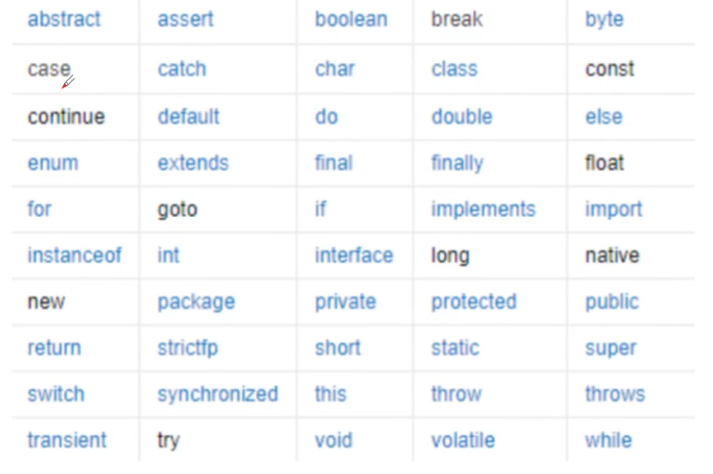 abstract assert boolean break byte
case catch char class const
continue default do double else
enum extends final finally float
for goto if implements import
instanceof int interface long native
new package private protected public
return strictfp short static super
switch synchronized this throw throws
transient try void volatile while